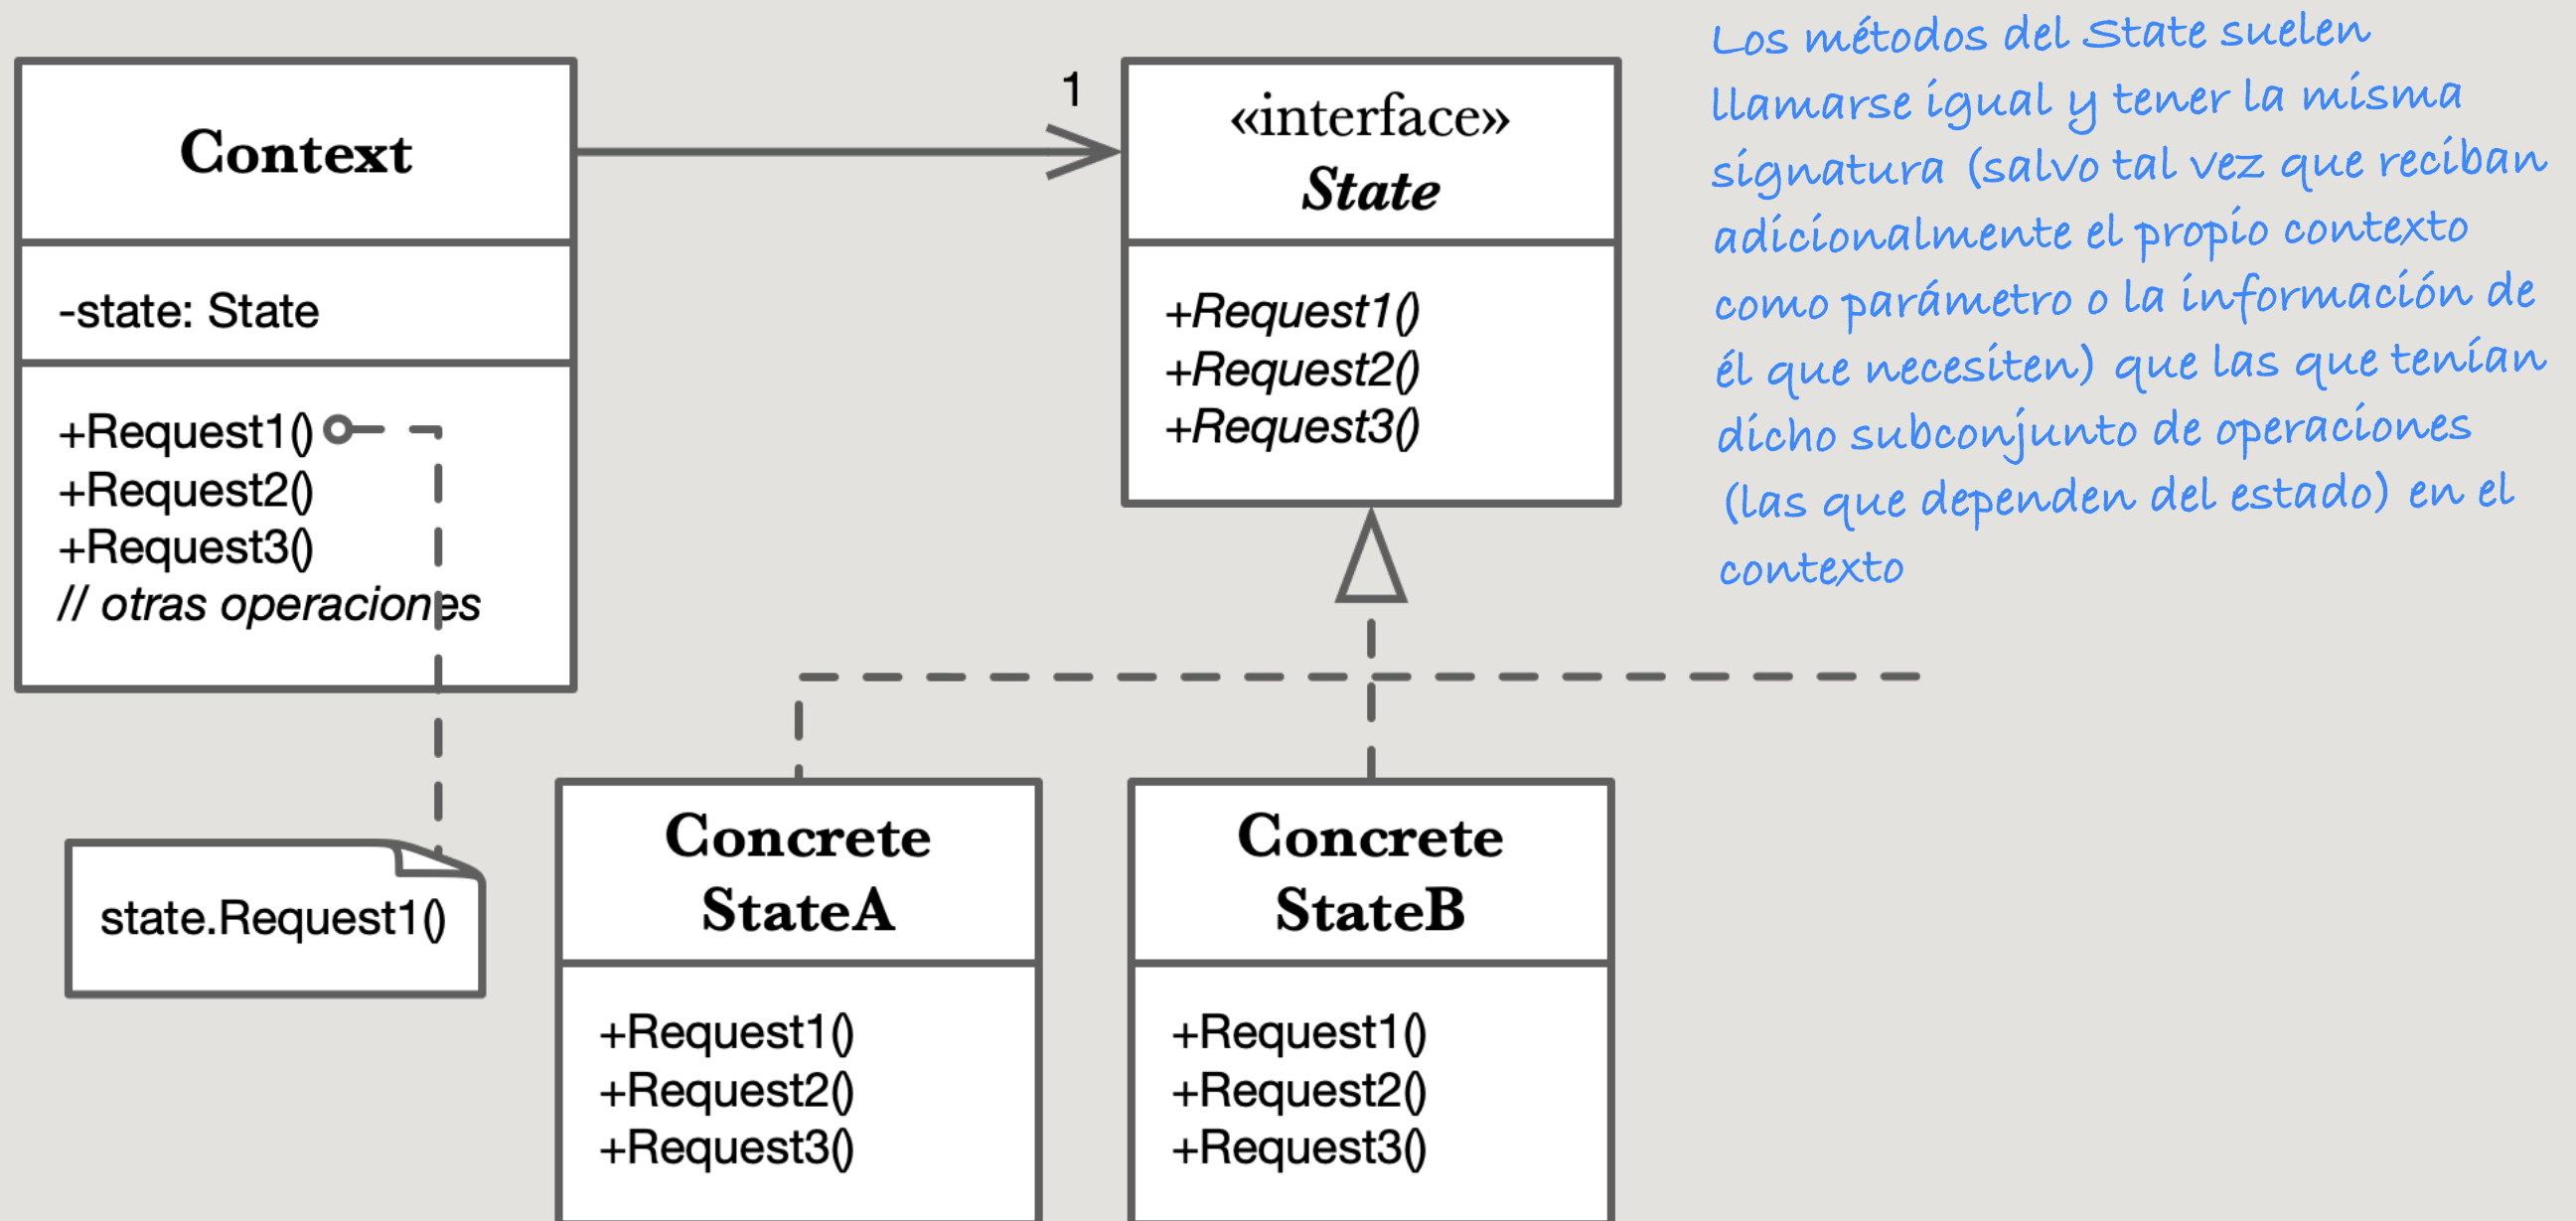 Context
-state: State
+Request1()
+Request2()
+Request3()
// otras operaciones
state.Request1()
1
«interface»
State
+Request1()
+Request2()
+Request3()
Concrete
StateA
+Request1()
+Request2()
+Request3()
Concrete
StateB
+Request1()
+Request2()
+Request3()
Los métodos del State suelen
llamarse igual y tener la misma
signatura (salvo tal vez que reciban
adicionalmente el propio contexto
como parámetro o la información de
él que necesiten) que las que tenían
dicho subconjunto de operaciones
(las que dependen del estado) en el
contexto